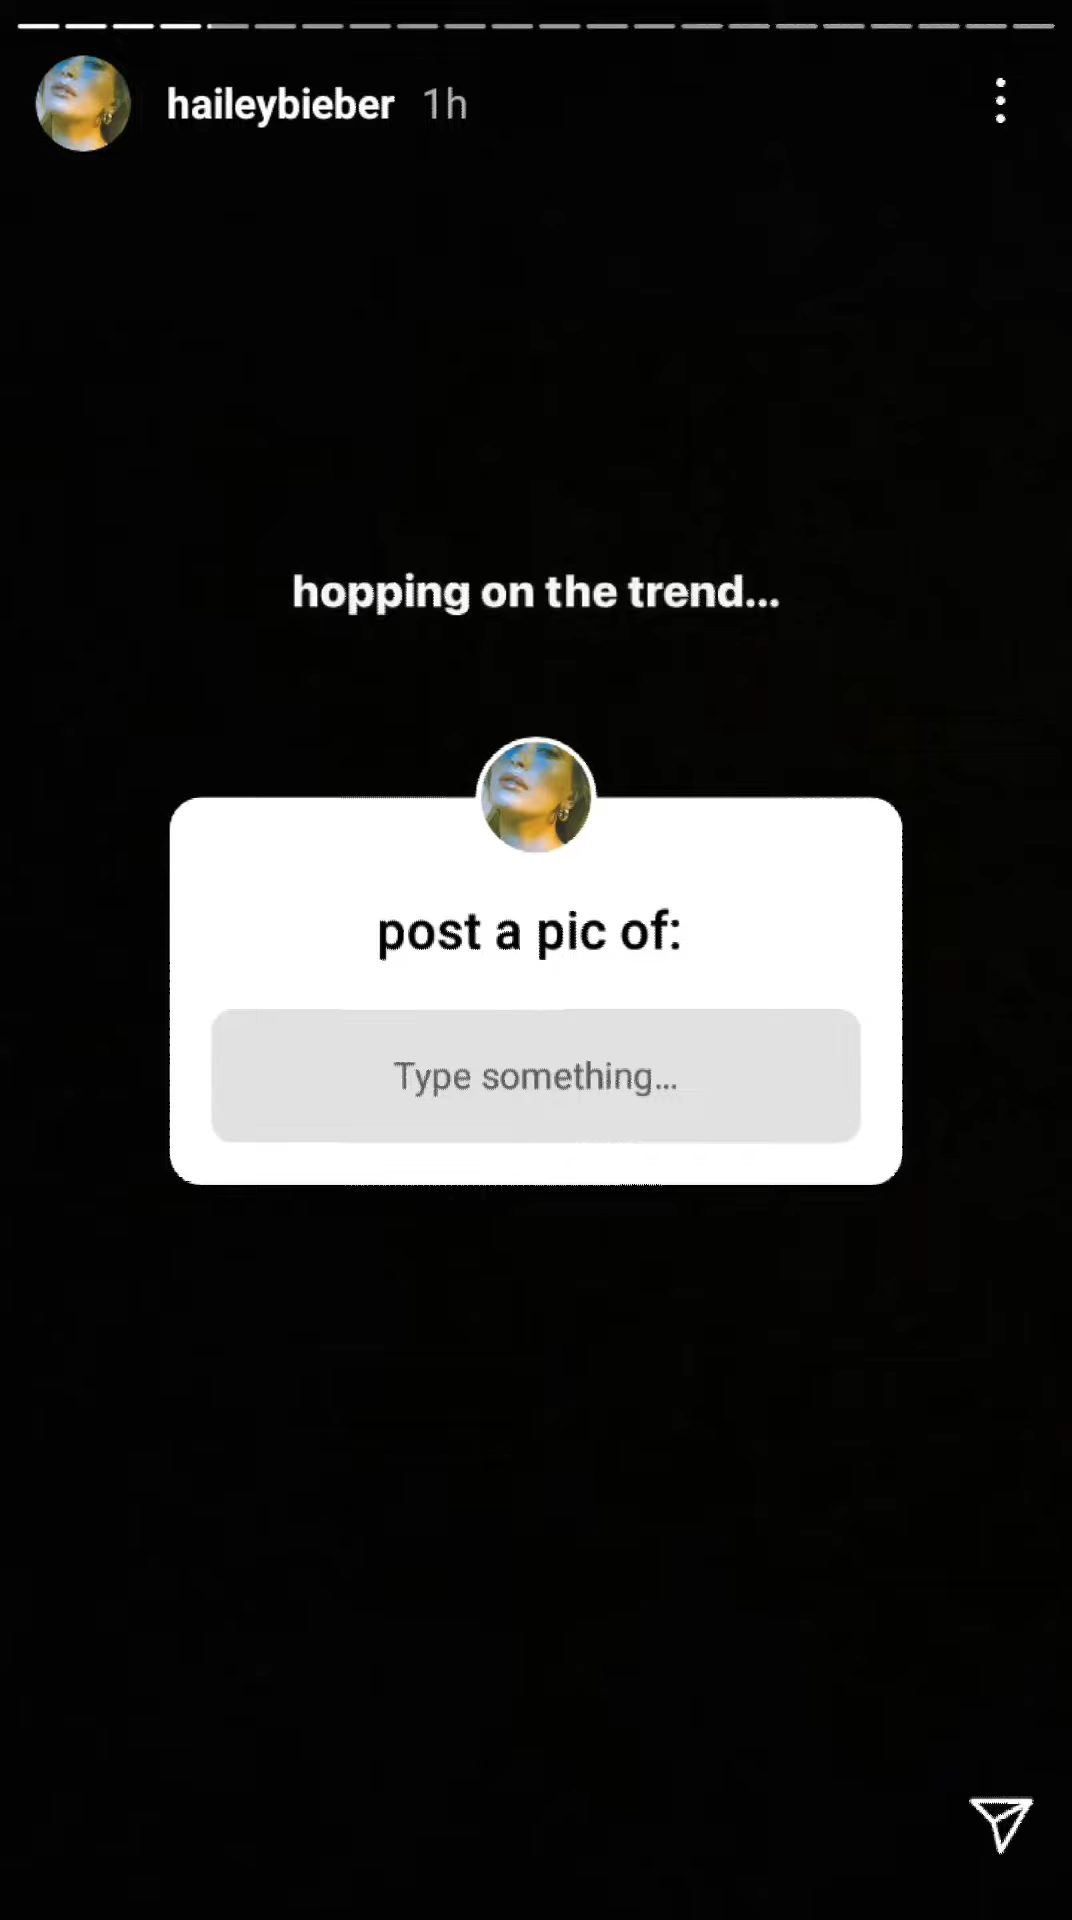 haileybieber 1h
hopping on the trend...
post a pic of:
Type something...